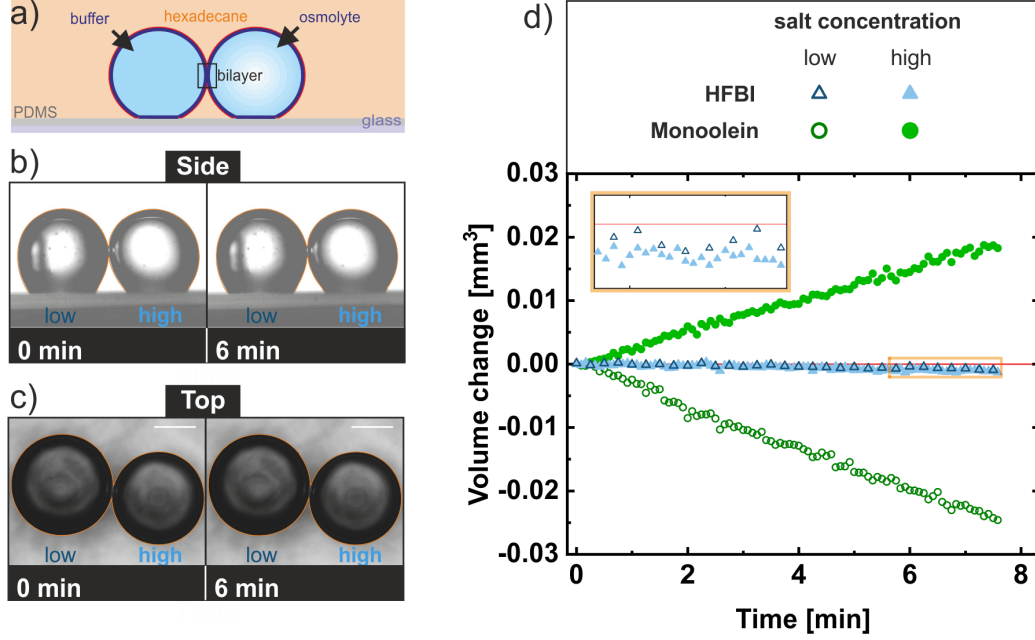 a)
buffer
hexadecane
osmolyte
bilayer
PDMS
glass
b)
Side
low
high
low
high
0 min
6 min
c)
Top
low
high
low
high
0 min
6 min
d)
salt concentration
low
high
HFBI
Monoolein
0.03
0.02
0.01
0.00
-0.01
-0.02
-0.03
Volume change [mm³]
0
2
4
6
8
Time [min]